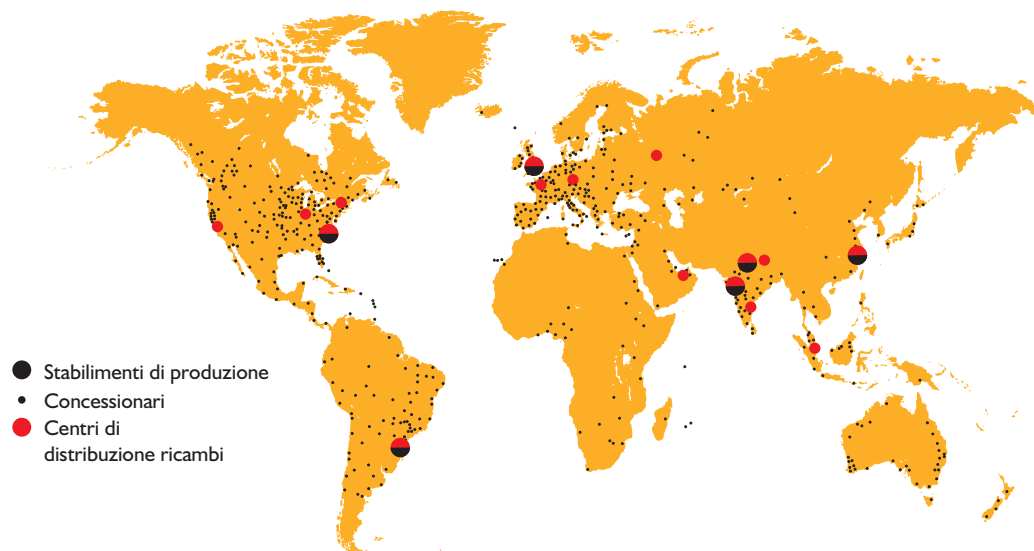 Stabilimenti di produzione
Concessionari
Centri di
distribuzione ricambi